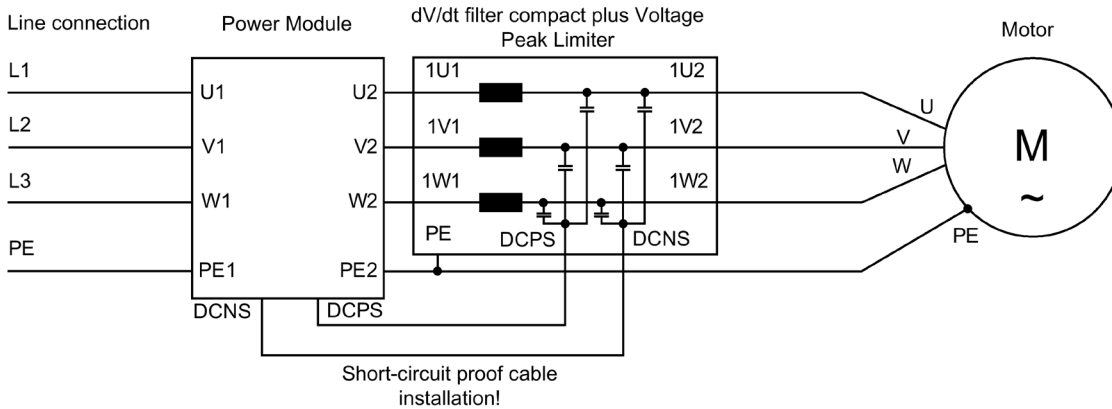 Line connection
Power Module
dV/dt filter compact plus Voltage
Peak Limiter
Motor
L1
U1
U2
1U1
1U2
U
L2
V1
V2
1V1
1V2
V
M
~
L3
W1
W2
1W1
1W2
W
PE
PE1
PE2
PE
DCPS
DCNS
PE
DCNS
DCPS
Short-circuit proof cable
installation!